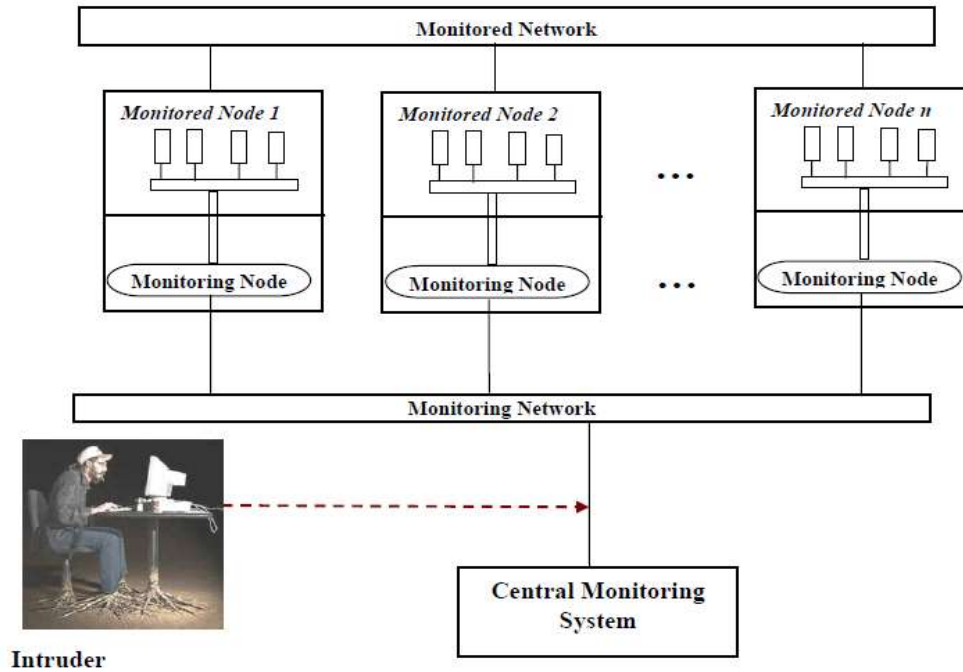 Monitored Network
Monitored Node 1
Monitored Node 2
Monitored Node n
...
Monitoring Node
Monitoring Node
...
Monitoring Node
Monitoring Network
Central Monitoring
System
Intruder